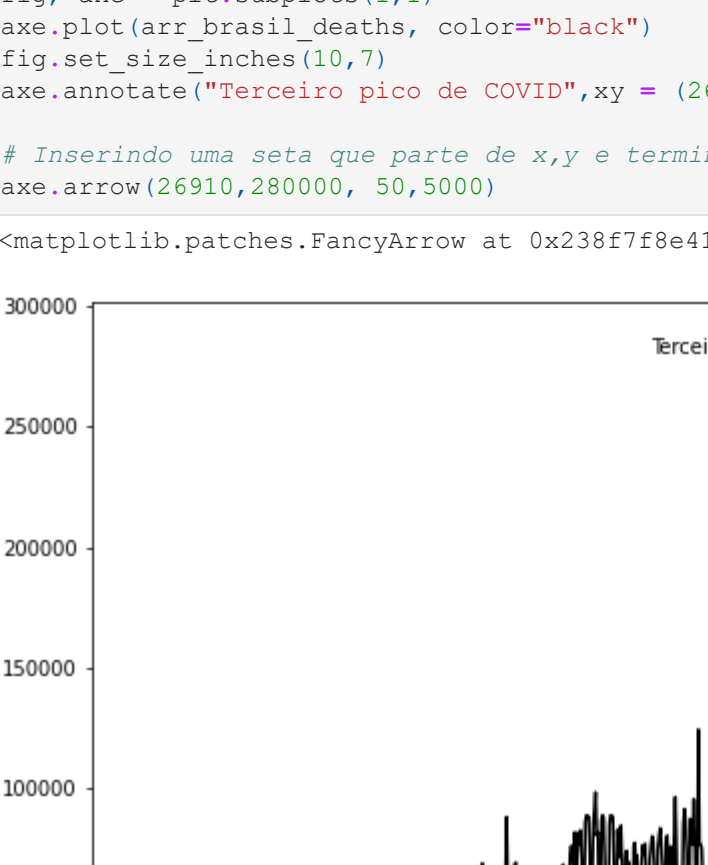 axe.plot(arr_brasil_deaths, color="black")
fig.set_size_inches(10,7)
axe.annotate("Terceiro pico de COVID",xy = (26
# Inserindo uma seta que parte de x,y e termin
axe.arrow(26910,280000, 50,5000)
<matplotlib.patches.FancyArrow at 0x238f7f8e41
300000
Tercei
250000
200000
150000
100000